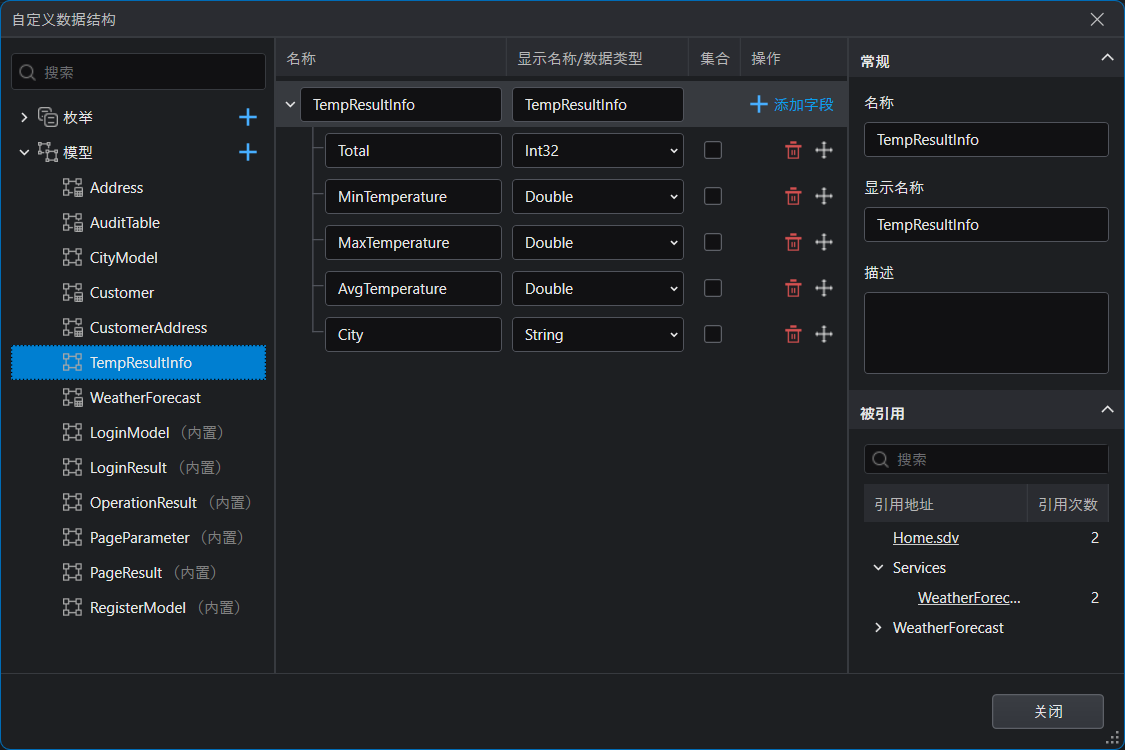 自定义数据结构
搜索
枚举
模型
Address
AuditTable
CityModel
Customer
CustomerAddress
TempResultInfo
WeatherForecast
LoginModel （内置）
LoginResult （内置）
OperationResult （内置）
PageParameter （内置）
PageResult （内置）
RegisterModel （内置）
名称 显示名称/数据类型 集合 操作
TempResultInfo TempResultInfo 添加字段
Total Int32
MinTemperature Double
MaxTemperature Double
AvgTemperature Double
City String
常规
名称
TempResultInfo
显示名称
TempResultInfo
描述
被引用
搜索
引用地址 引用次数
Home.sdv 2
Services
WeatherForec... 2
WeatherForecast
关闭